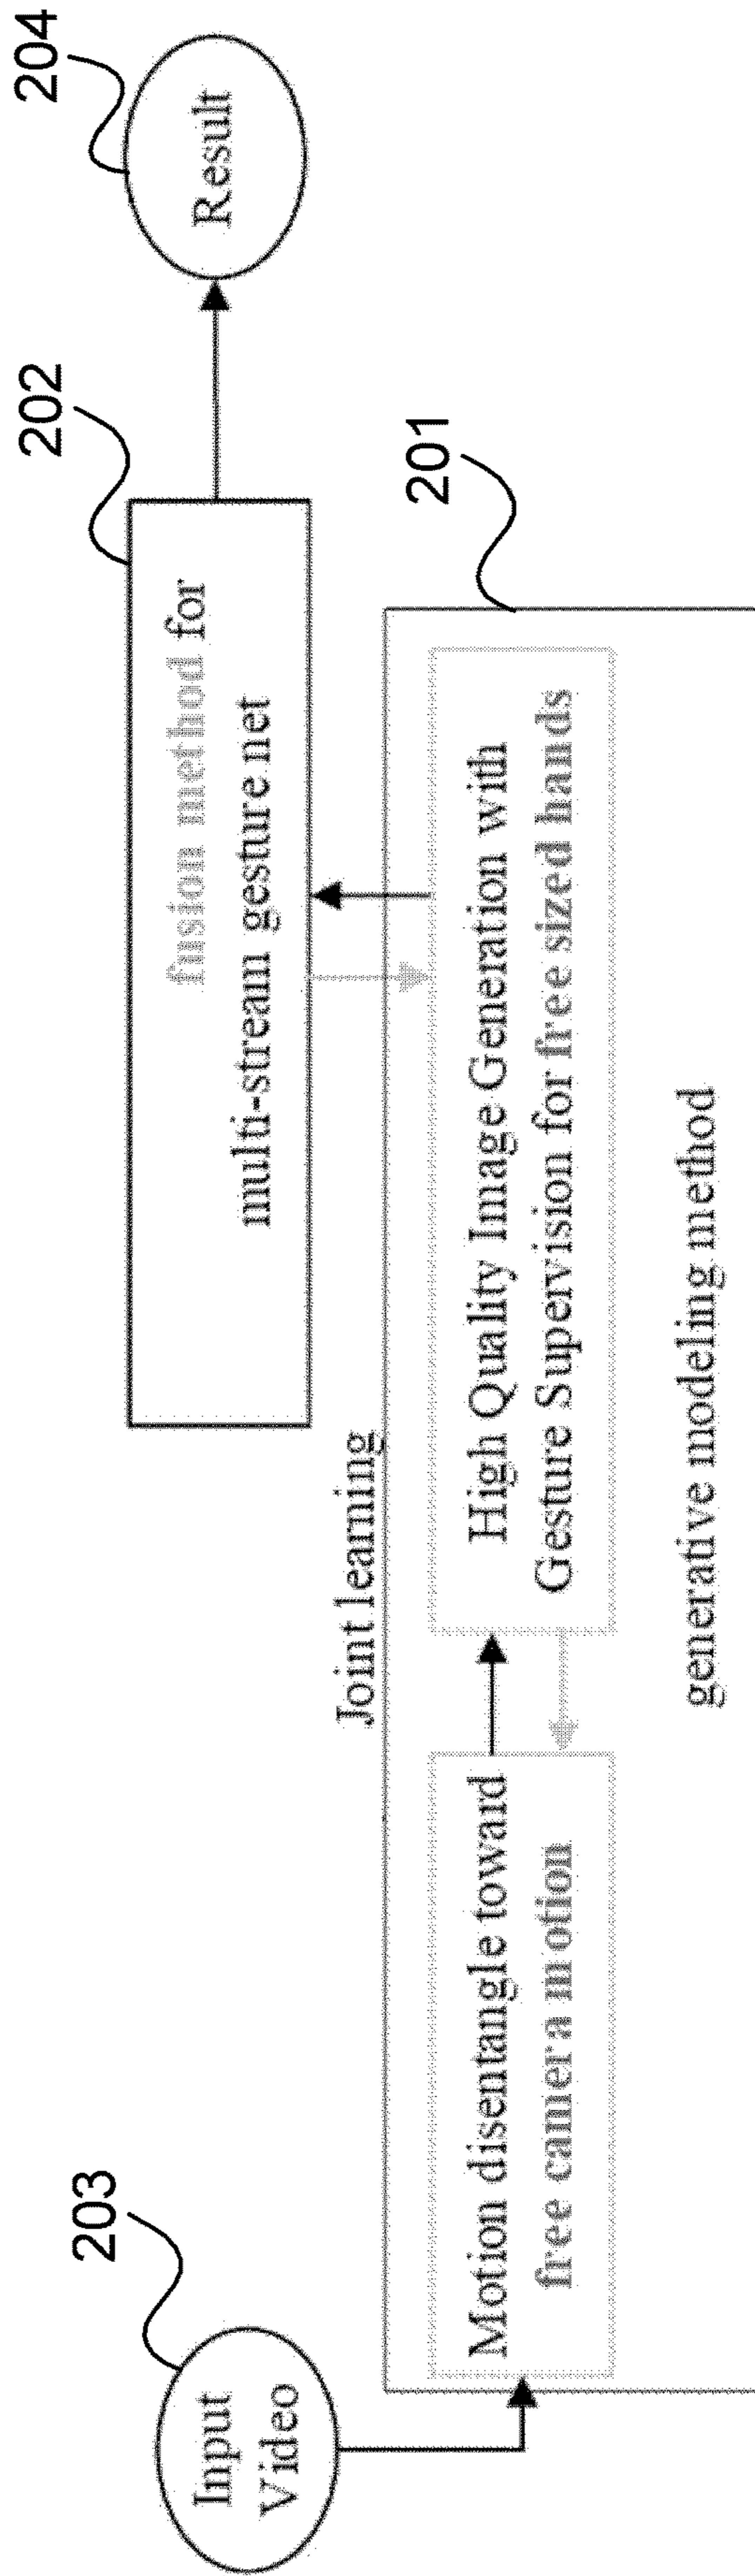 203
Input
Video
Motion disentangle toward
free camera motion
Joint learning
High Quality Image Generation with
Gesture Supervision for free sized hands
generative modeling method
201
fusion method for
multi-stream gesture net
202
Result
204